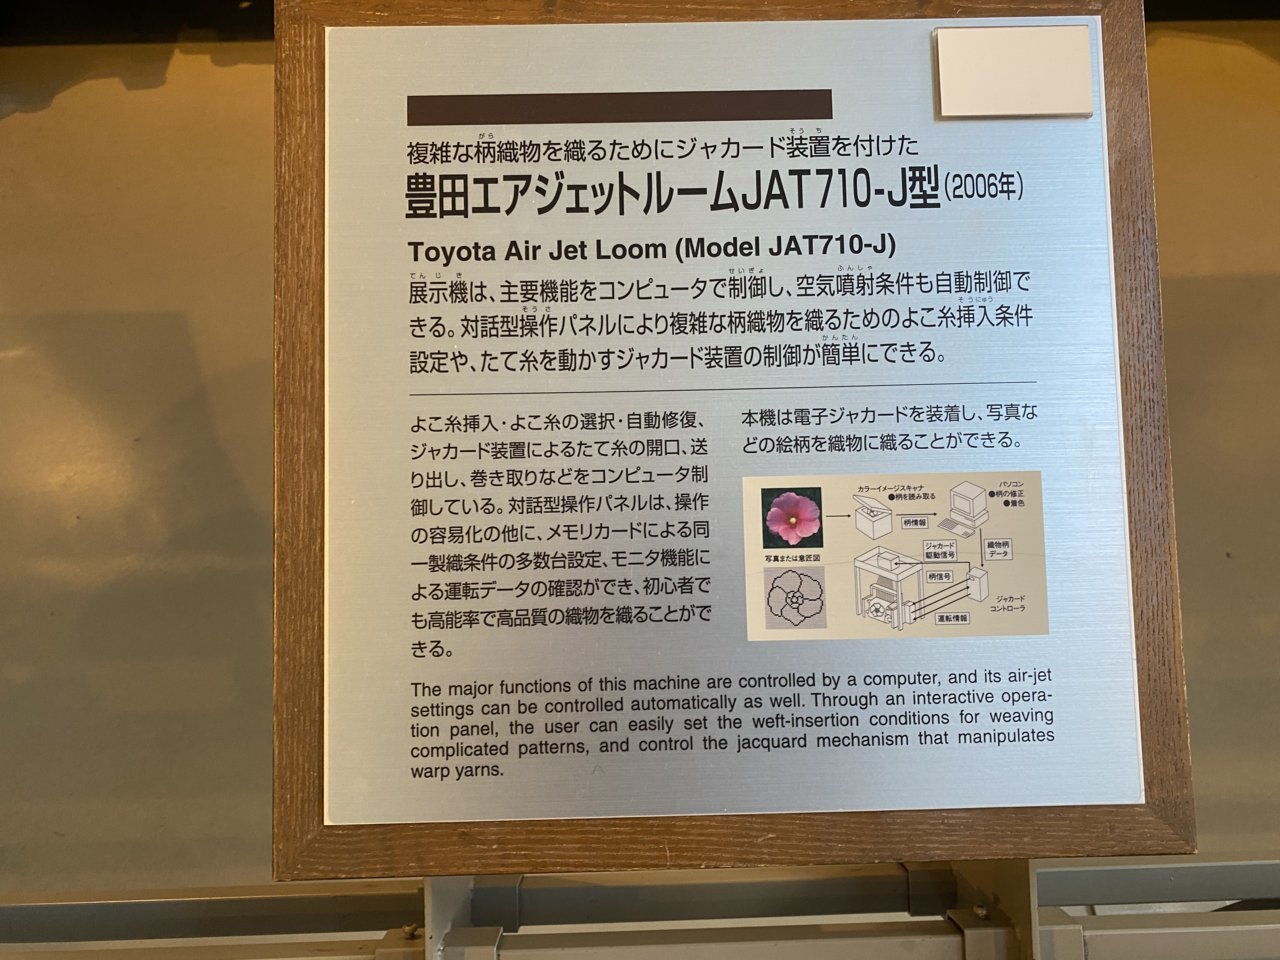 複雑な柄織物を織るためにジャカード装置を付けた
豊田エアジェットルームJAT710-J型(2006年)
Toyota Air Jet Loom (Model JAT710-J)
展示機は、主要機能をコンピュータで制御し、空気噴射条件も自動制御で
きる。対話型操作パネルにより複雑な柄織物を織るためのよこ糸挿入条件
設定や、たて糸を動かすジャカード装置の制御が簡単にできる。
よこ糸挿入・よこ糸の選択・自動修復、
ジャカード装置によるたて糸の開口、送
り出し、巻き取りなどをコンピュータ制
御している。対話型操作パネルは、操作
の容易化の他に、メモリカードによる同
一製織条件の多数台設定、モニタ機能に
よる運転データの確認ができ、初心者で
も高能率で高品質の織物を織ることがで
きる。
本機は電子ジャカードを装着し、写真な
どの絵柄を織物に織ることができる。
カラーイメージスキャナ
●柄を読み取る
パソコン
●柄の修正
●着色
柄情報
写真または意匠図
ジャカード
駆動信号
織物柄
データ
柄信号
ジャカード
コントローラ
運転情報
The major functions of this machine are controlled by a computer, and its air-jet
settings can be controlled automatically as well. Through an interactive opera-
tion panel, the user can easily set the weft-insertion conditions for weaving
complicated patterns, and control the jacquard mechanism that manipulates
warp yarns.